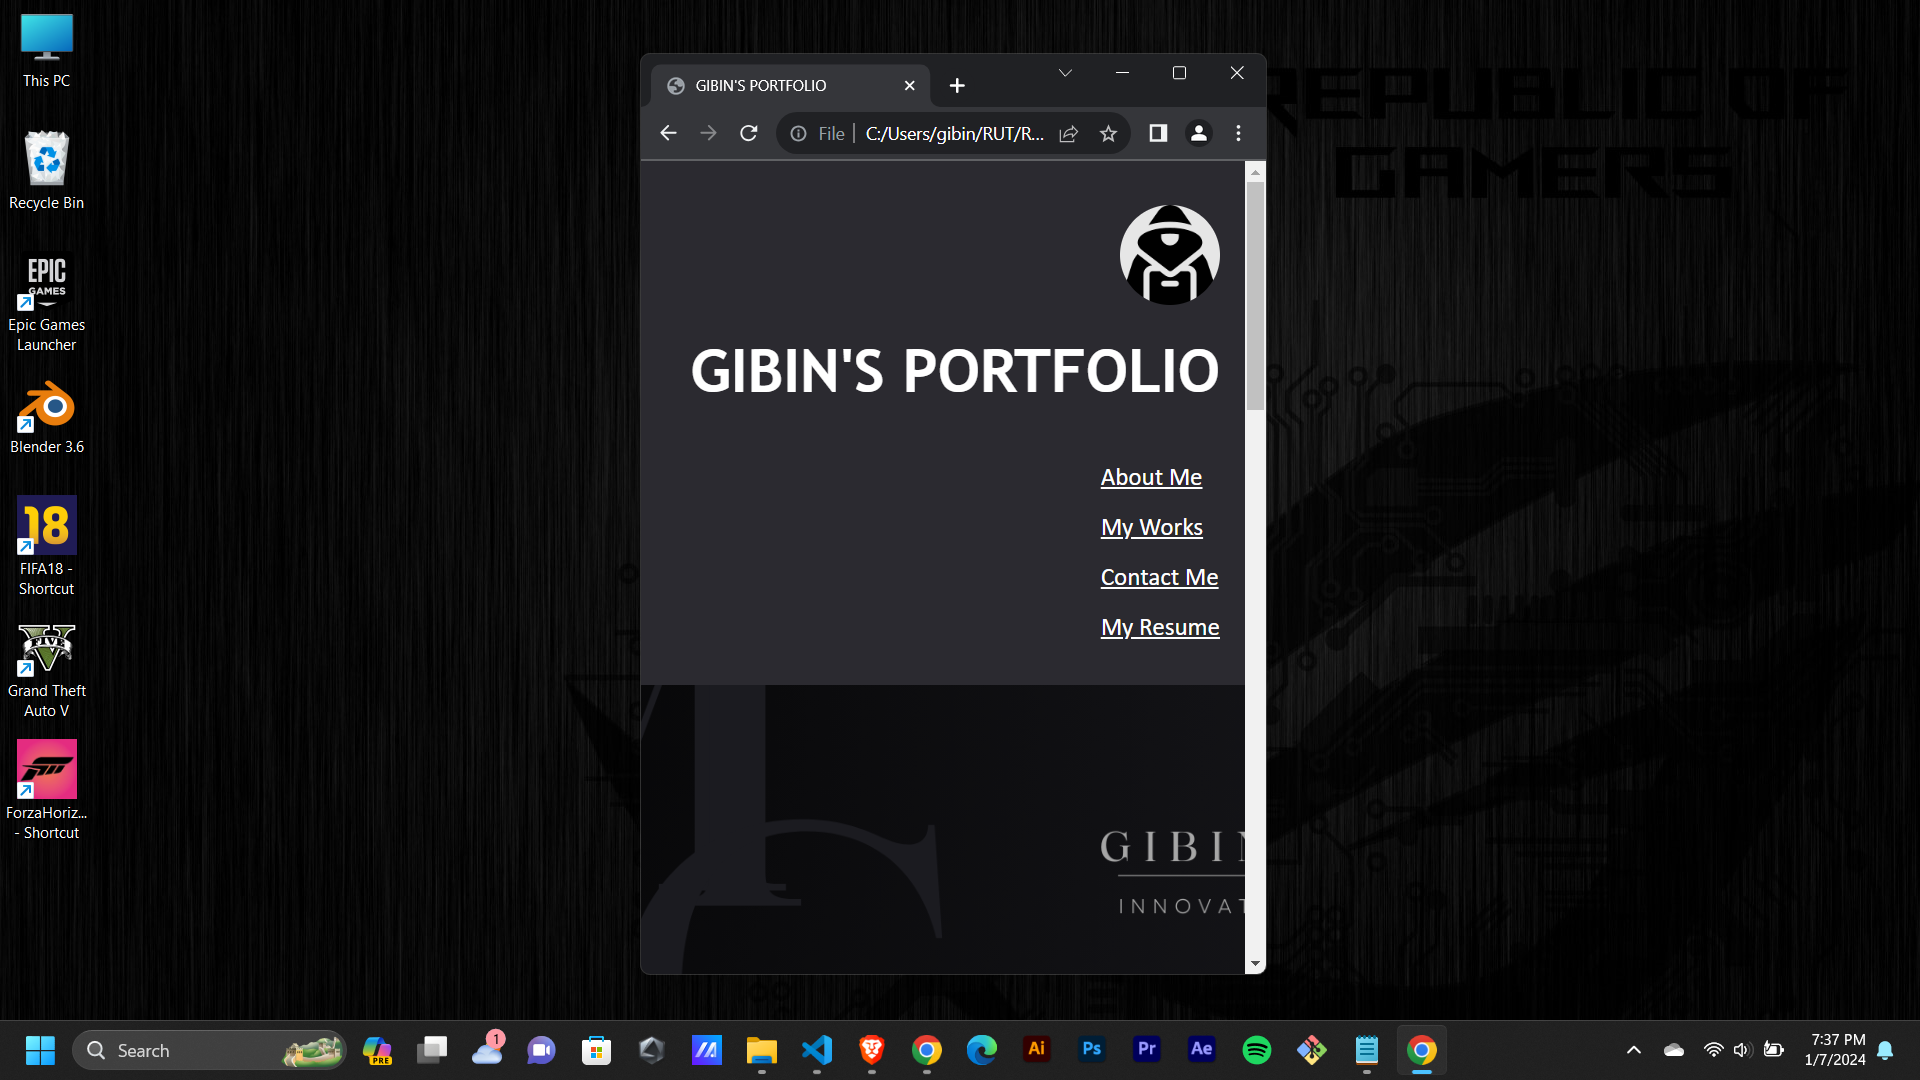 This PC
Recycle Bin
EPIC
GAMES
Epic Games
Launcher
Blender 3.6
18
FIFA18 -
Shortcut
V
FIVE
Grand Theft
Auto V
ForzaHoriz...
- Shortcut
REPUBLIC OF
GAMERS
GIBIN'S PORTFOLIO
File
C:/Users/gibin/RUT/R...
GIBIN'S PORTFOLIO
About Me
My Works
Contact Me
My Resume
GIBIN
INNOVAT
Search
PRE
1
Ai
Ps
Pr
Ae
7:37 PM
1/7/2024